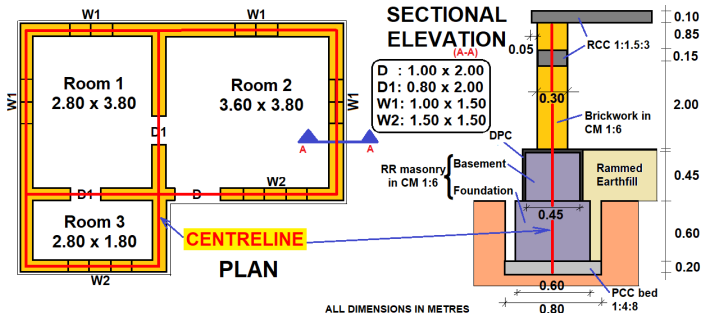 W1
W1
W1
Room 1
2.80 x 3.80
Room 2
3.60 x 3.80
W1
D1
D1
D
W2
Room 3
2.80 x 1.80
W2
CENTRELINE
PLAN
SECTIONAL
ELEVATION
(A-A)
D : 1.00 x 2.00
D1: 0.80 x 2.00
W1: 1.00 x 1.50
W2: 1.50 x 1.50
A
A
0.05
RCC 1:1.5:3
0.30
Brickwork in
CM 1:6
DPC
RR masonry
in CM 1:6
Basement
Foundation
Rammed
Earthfill
0.45
0.60
0.80
PCC bed
1:4:8
0.10
0.85
0.15
2.00
0.45
0.60
0.20
ALL DIMENSIONS IN METRES